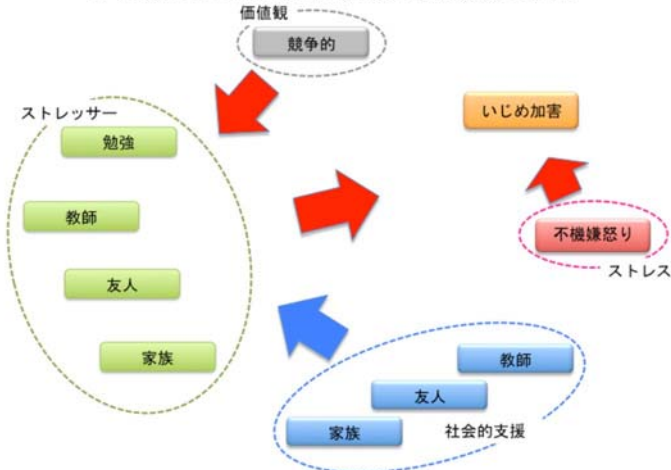 価値観
競争的
ストレッサー
勉強
いじめ加害
教師
不機嫌怒り
ストレス
友人
家族
教師
友人
家族
社会的支援